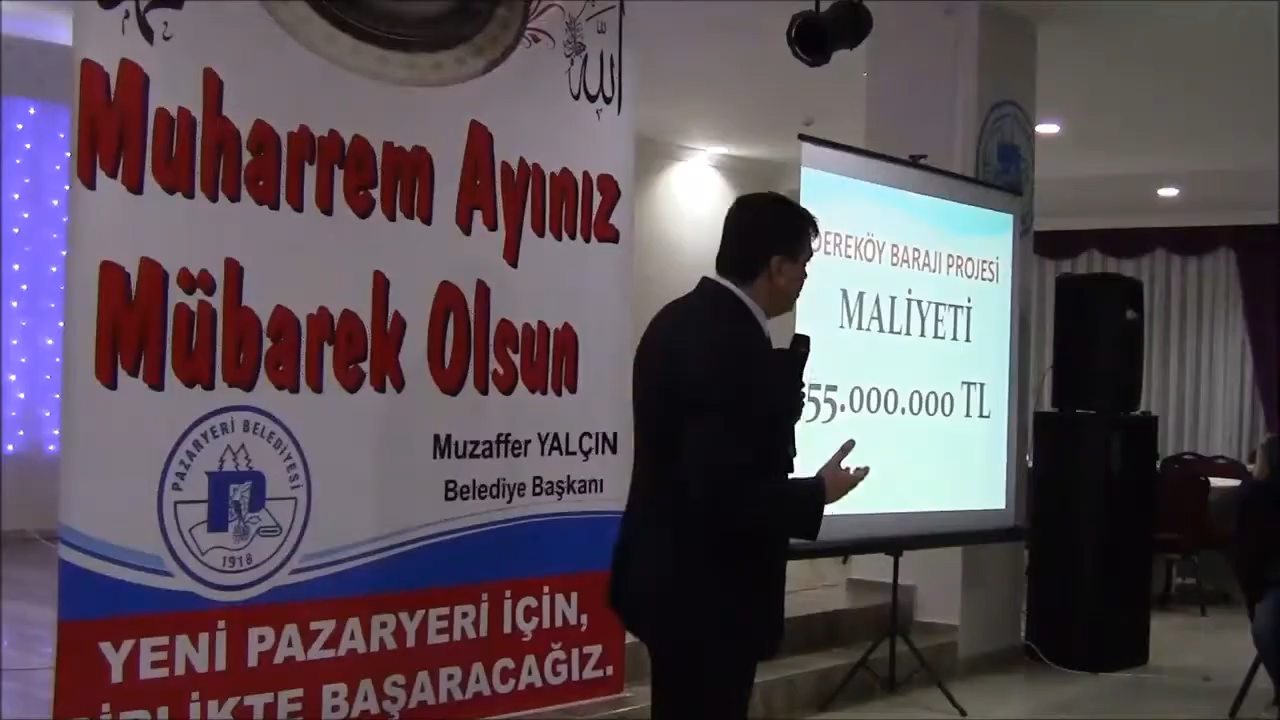 الله
Muharrem Ayınız
Mübarek Olsun
Muzaffer YALÇIN
Belediye Başkanı
PAZARYERİ BELEDİYESİ
P
1918
YENİ PAZARYERİ İÇİN,
BİRLİKTE BAŞARACAĞIZ.
DEREKÖY BARAJI PROJESİ
MALİYETİ
55.000.000 TL